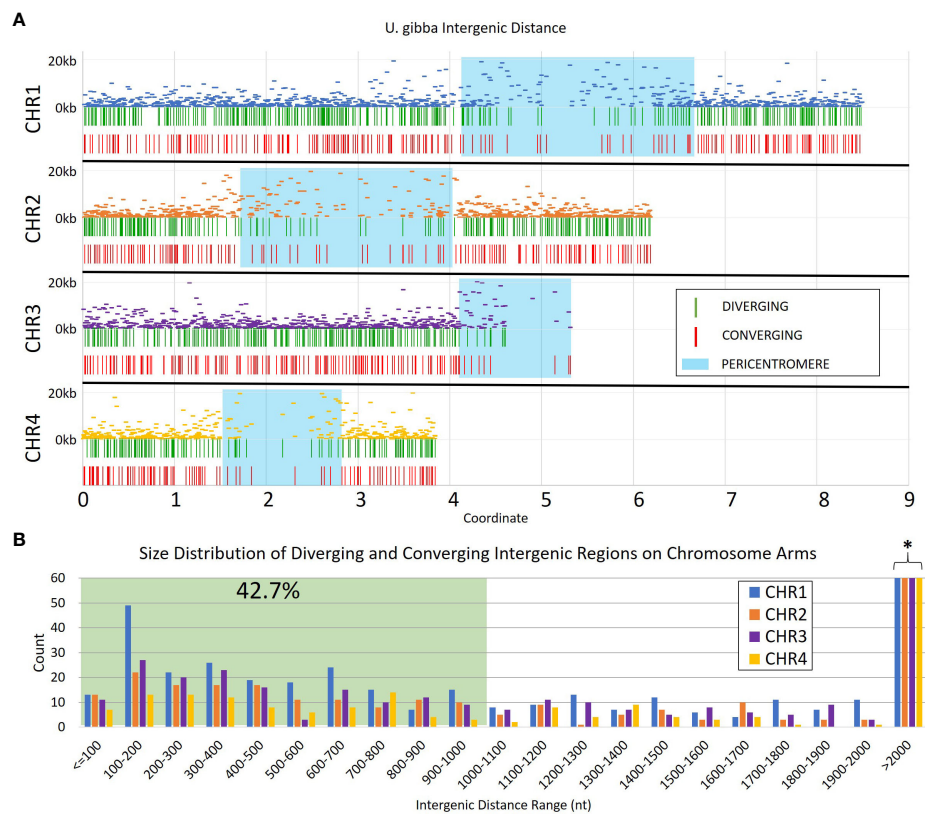 A
U. gibba Intergenic Distance
20kb
0kb
CHR1
20kb
0kb
CHR2
20kb
0kb
CHR3
DIVERGING
CONVERGING
PERICENTROMERE
20kb
0kb
CHR4
0 1 2 3 4 5 6 7 8 9
Coordinate
B
Size Distribution of Diverging and Converging Intergenic Regions on Chromosome Arms
*
42.7%
60
50
40
30
20
10
0
Count
CHR1
CHR2
CHR3
CHR4
<=100 100-200 200-300 300-400 400-500 500-600 600-700 700-800 800-900 900-1000 1000-1100 1100-1200 1200-1300 1300-1400 1400-1500 1500-1600 1600-1700 1700-1800 1800-1900 1900-2000 >2000
Intergenic Distance Range (nt)